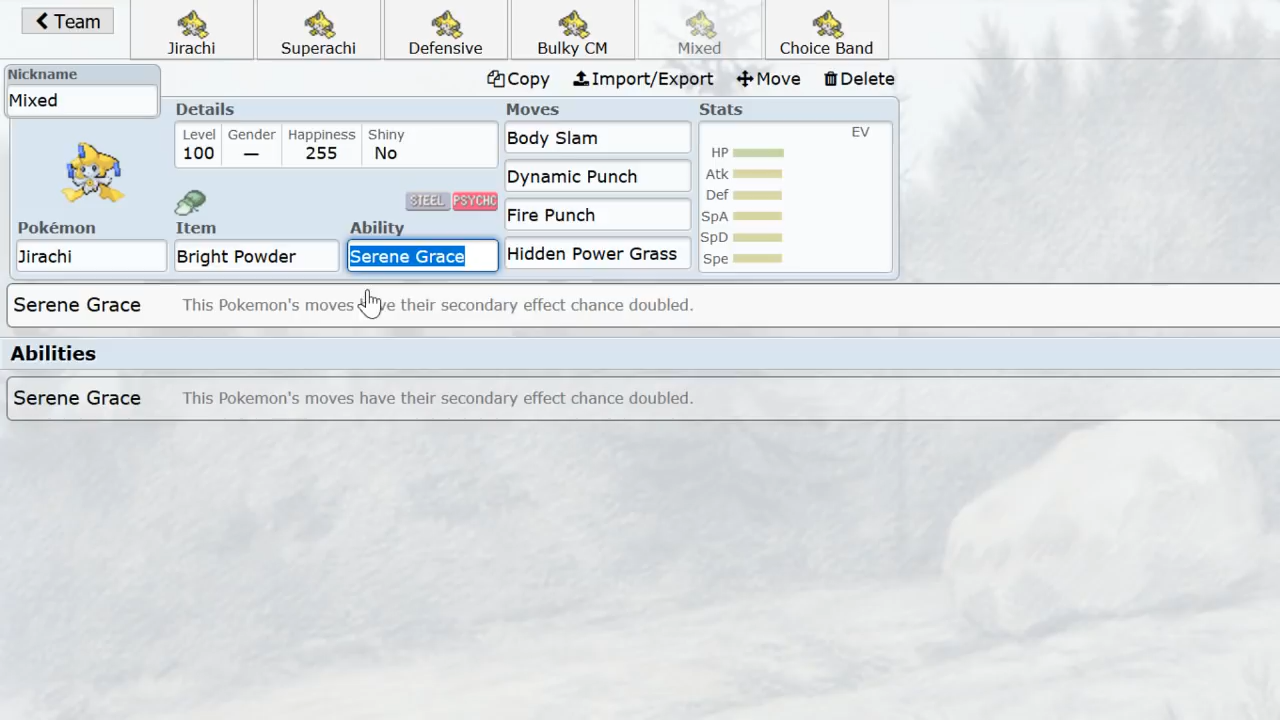 Team
Jirachi
Superachi
Defensive
Bulky CM
Mixed
Choice Band
Nickname
Mixed
Copy
Import/Export
Move
Delete
Details
Level
Gender
Happiness
Shiny
100
—
255
No
STEEL
PSYCHC
Pokémon
Jirachi
Item
Bright Powder
Ability
Serene Grace
Moves
Body Slam
Dynamic Punch
Fire Punch
Hidden Power Grass
Stats
EV
HP
Atk
Def
SpA
SpD
Spe
Serene Grace This Pokemon's moves have their secondary effect chance doubled.
Abilities
Serene Grace This Pokemon's moves have their secondary effect chance doubled.